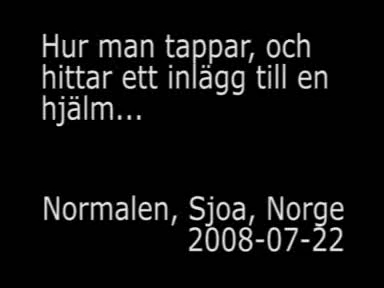 Hur man tappar, och
hittar ett inlägg till en
hjälm...
Normalen, Sjoa, Norge
2008-07-22